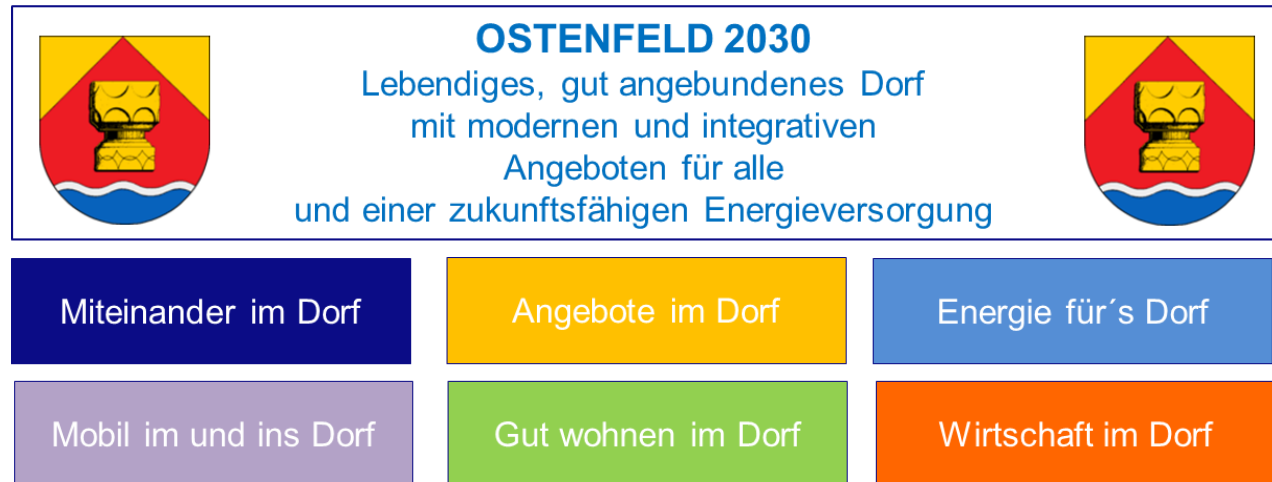 OSTENFELD 2030
Lebendiges, gut angebundenes Dorf
mit modernen und integrativen
Angeboten für alle
und einer zukunftsfähigen Energieversorgung
Miteinander im Dorf
Angebote im Dorf
Energie für´s Dorf
Mobil im und ins Dorf
Gut wohnen im Dorf
Wirtschaft im Dorf